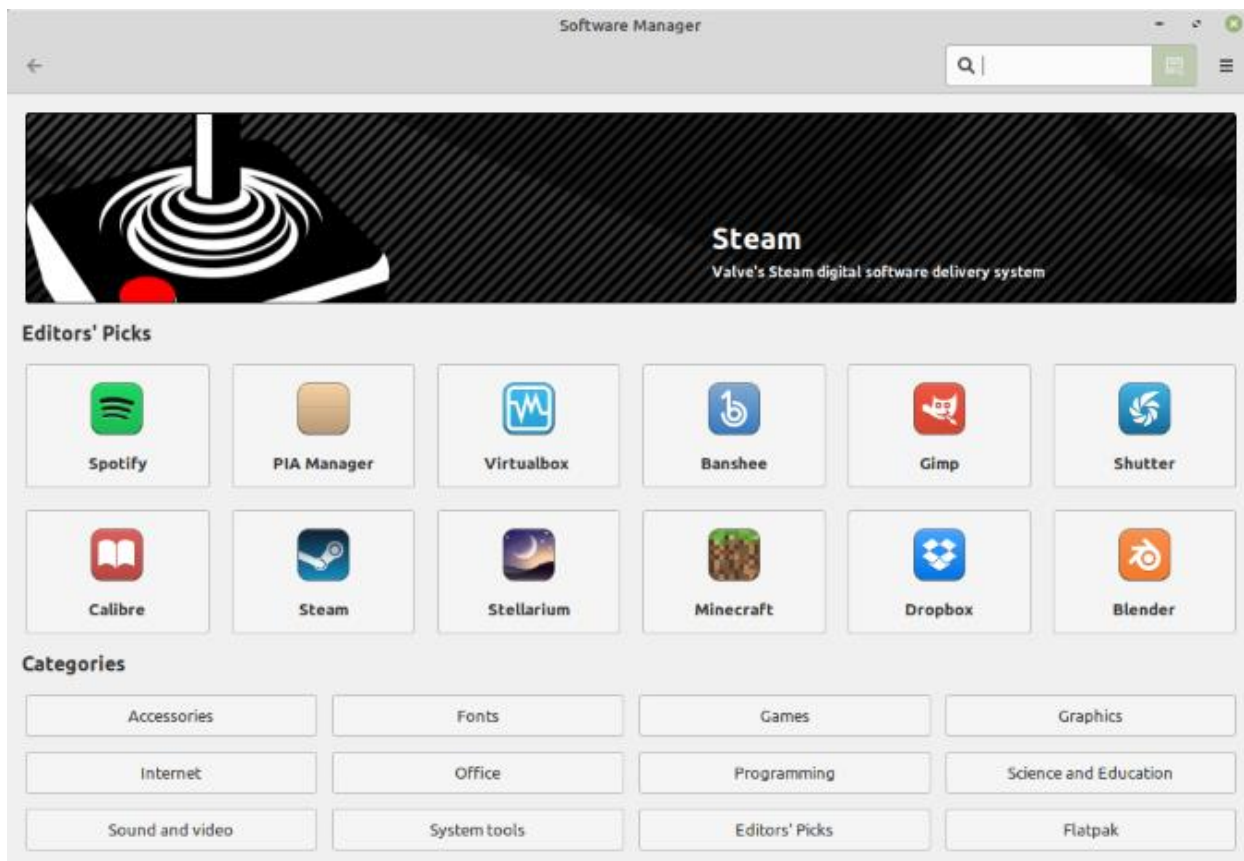 Software Manager
Steam
Valve's Steam digital software delivery system
Editors' Picks
Spotify PIA Manager Virtualbox Banshee Gimp Shutter
Calibre Steam Stellarium Minecraft Dropbox Blender
Categories
Accessories Fonts Games Graphics
Internet Office Programming Science and Education
Sound and video System tools Editors' Picks Flatpak